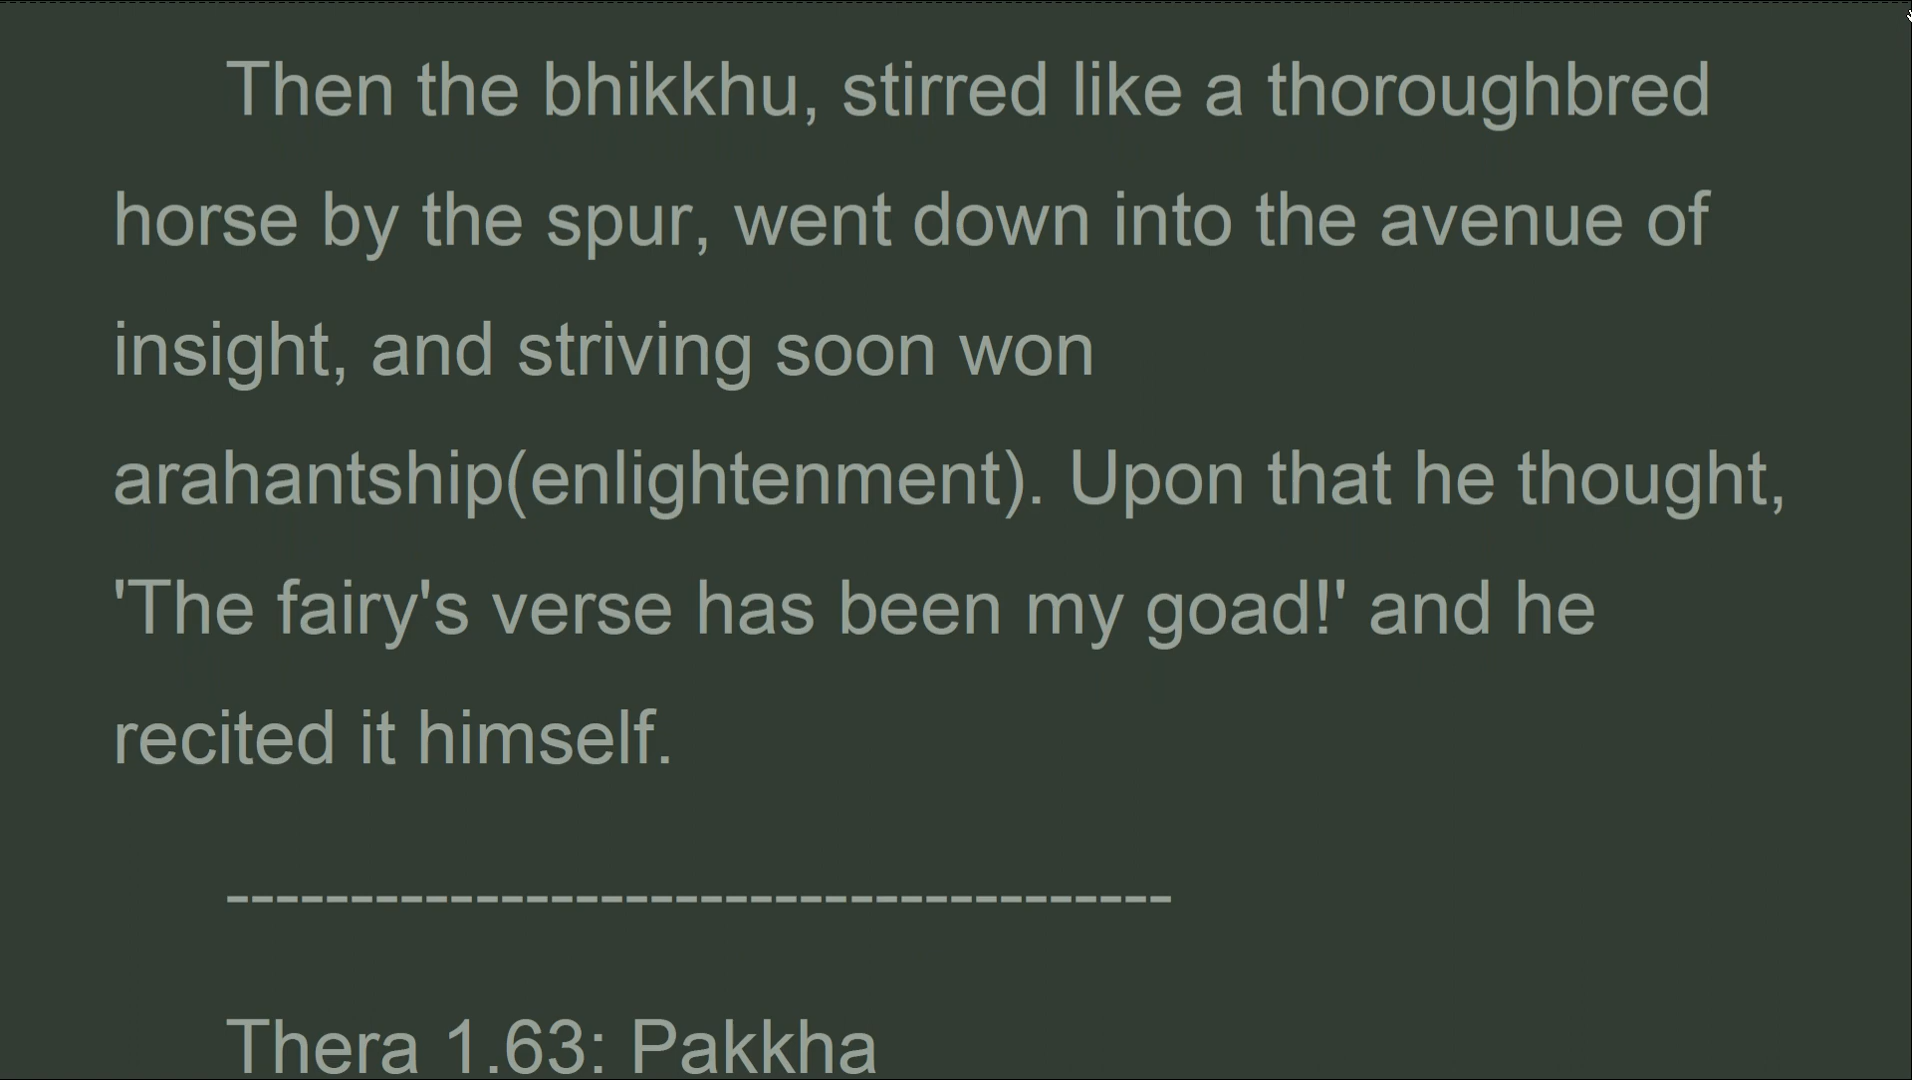 Then the bhikkhu, stirred like a thoroughbred
horse by the spur, went down into the avenue of
insight, and striving soon won
arahantship(enlightenment). Upon that he thought,
'The fairy's verse has been my goad!' and he
recited it himself.
--------------------------------------
Thera 1.63: Pakkha